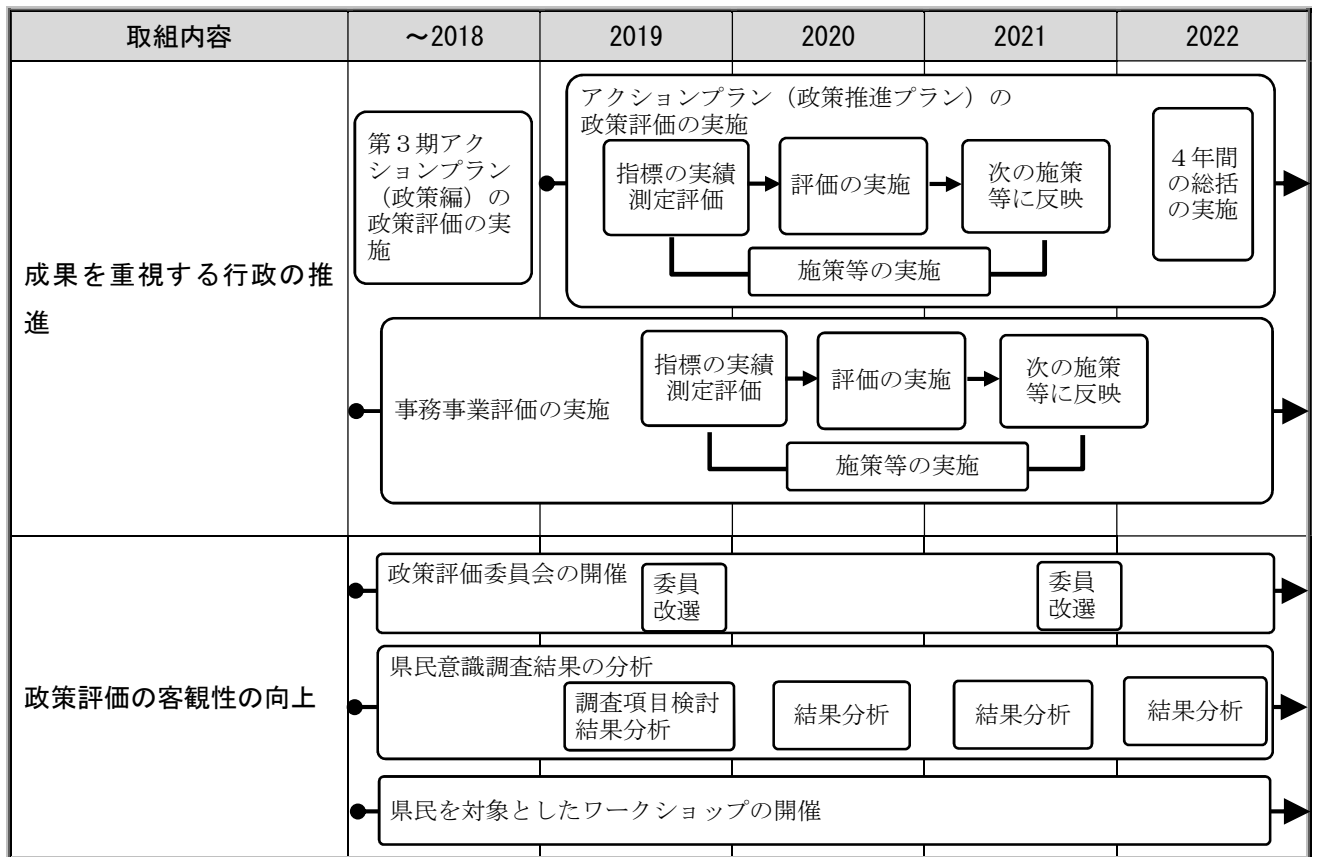 取組内容
～2018
2019
2020
2021
2022
成果を重視する行政の推
進
第３期アク
ションプラン
（政策編）の
政策評価の実
施
アクションプラン（政策推進プラン）の
政策評価の実施
指標の実績
測定評価
評価の実施
次の施策
等に反映
施策等の実施
４年間
の総括
の実施
事務事業評価の実施
指標の実績
測定評価
評価の実施
次の施策
等に反映
施策等の実施
政策評価の客観性の向上
政策評価委員会の開催
委員
改選
委員
改選
県民意識調査結果の分析
調査項目検討
結果分析
結果分析
結果分析
結果分析
県民を対象としたワークショップの開催